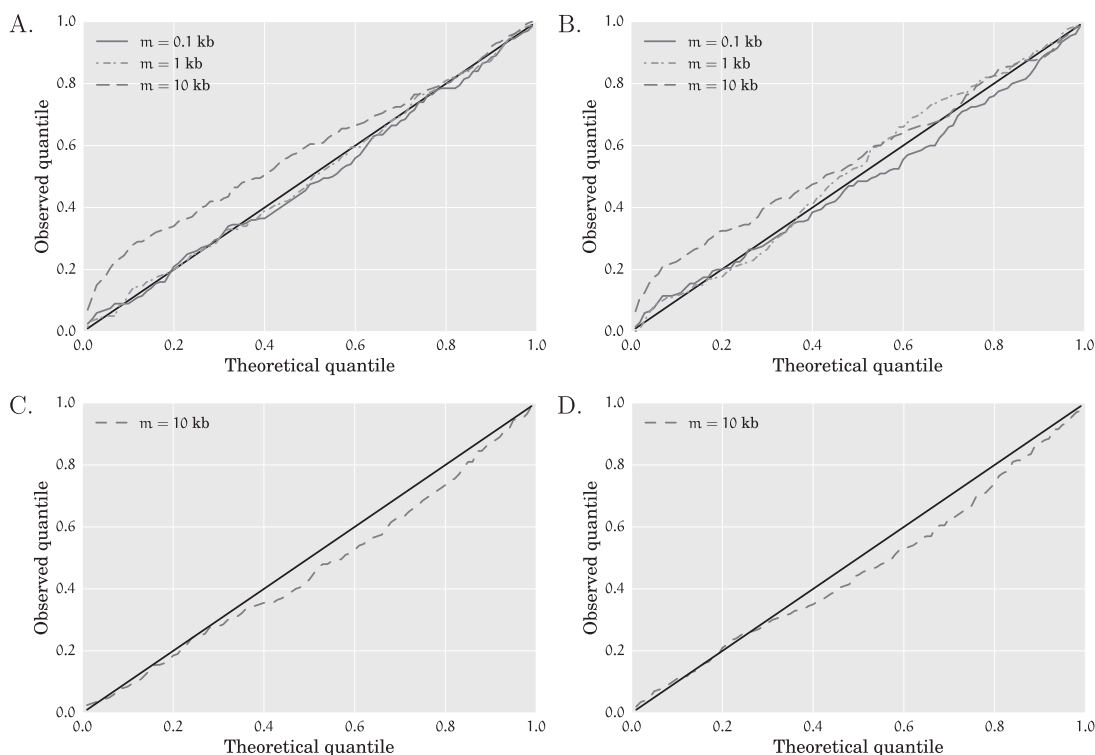 A.
m = 0.1 kb
m = 1 kb
m = 10 kb
1.0
0.8
0.6
0.4
0.2
0.0
Observed quantile
0.0 0.2 0.4 0.6 0.8 1.0
Theoretical quantile
B.
m = 0.1 kb
m = 1 kb
m = 10 kb
1.0
0.8
0.6
0.4
0.2
0.0
Observed quantile
0.0 0.2 0.4 0.6 0.8 1.0
Theoretical quantile
C.
m = 10 kb
1.0
0.8
0.6
0.4
0.2
0.0
Observed quantile
0.0 0.2 0.4 0.6 0.8 1.0
Theoretical quantile
D.
m = 10 kb
1.0
0.8
0.6
0.4
0.2
0.0
Observed quantile
0.0 0.2 0.4 0.6 0.8 1.0
Theoretical quantile